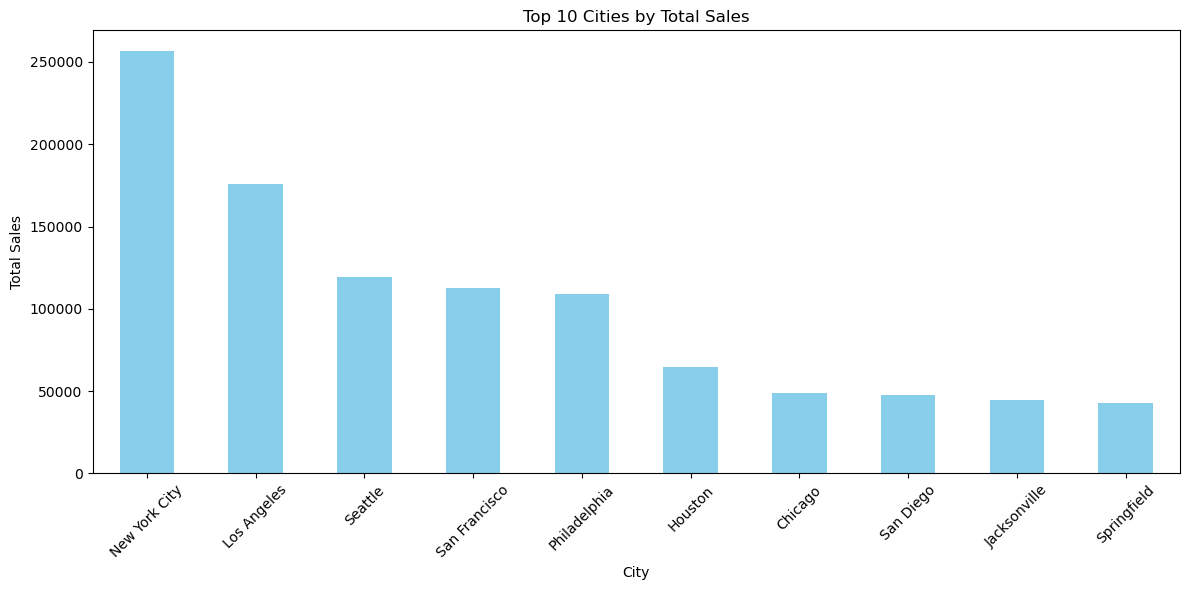 Top 10 Cities by Total Sales
Total Sales
250000
200000
150000
100000
50000
0
New York City
Los Angeles
Seattle
San Francisco
Philadelphia
Houston
Chicago
San Diego
Jacksonville
Springfield
City